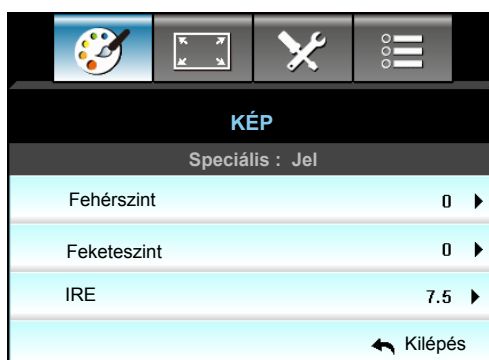 KÉP
Speciális : Jel
Fehérszint 0
Feketeszint 0
IRE 7.5
Kilépés